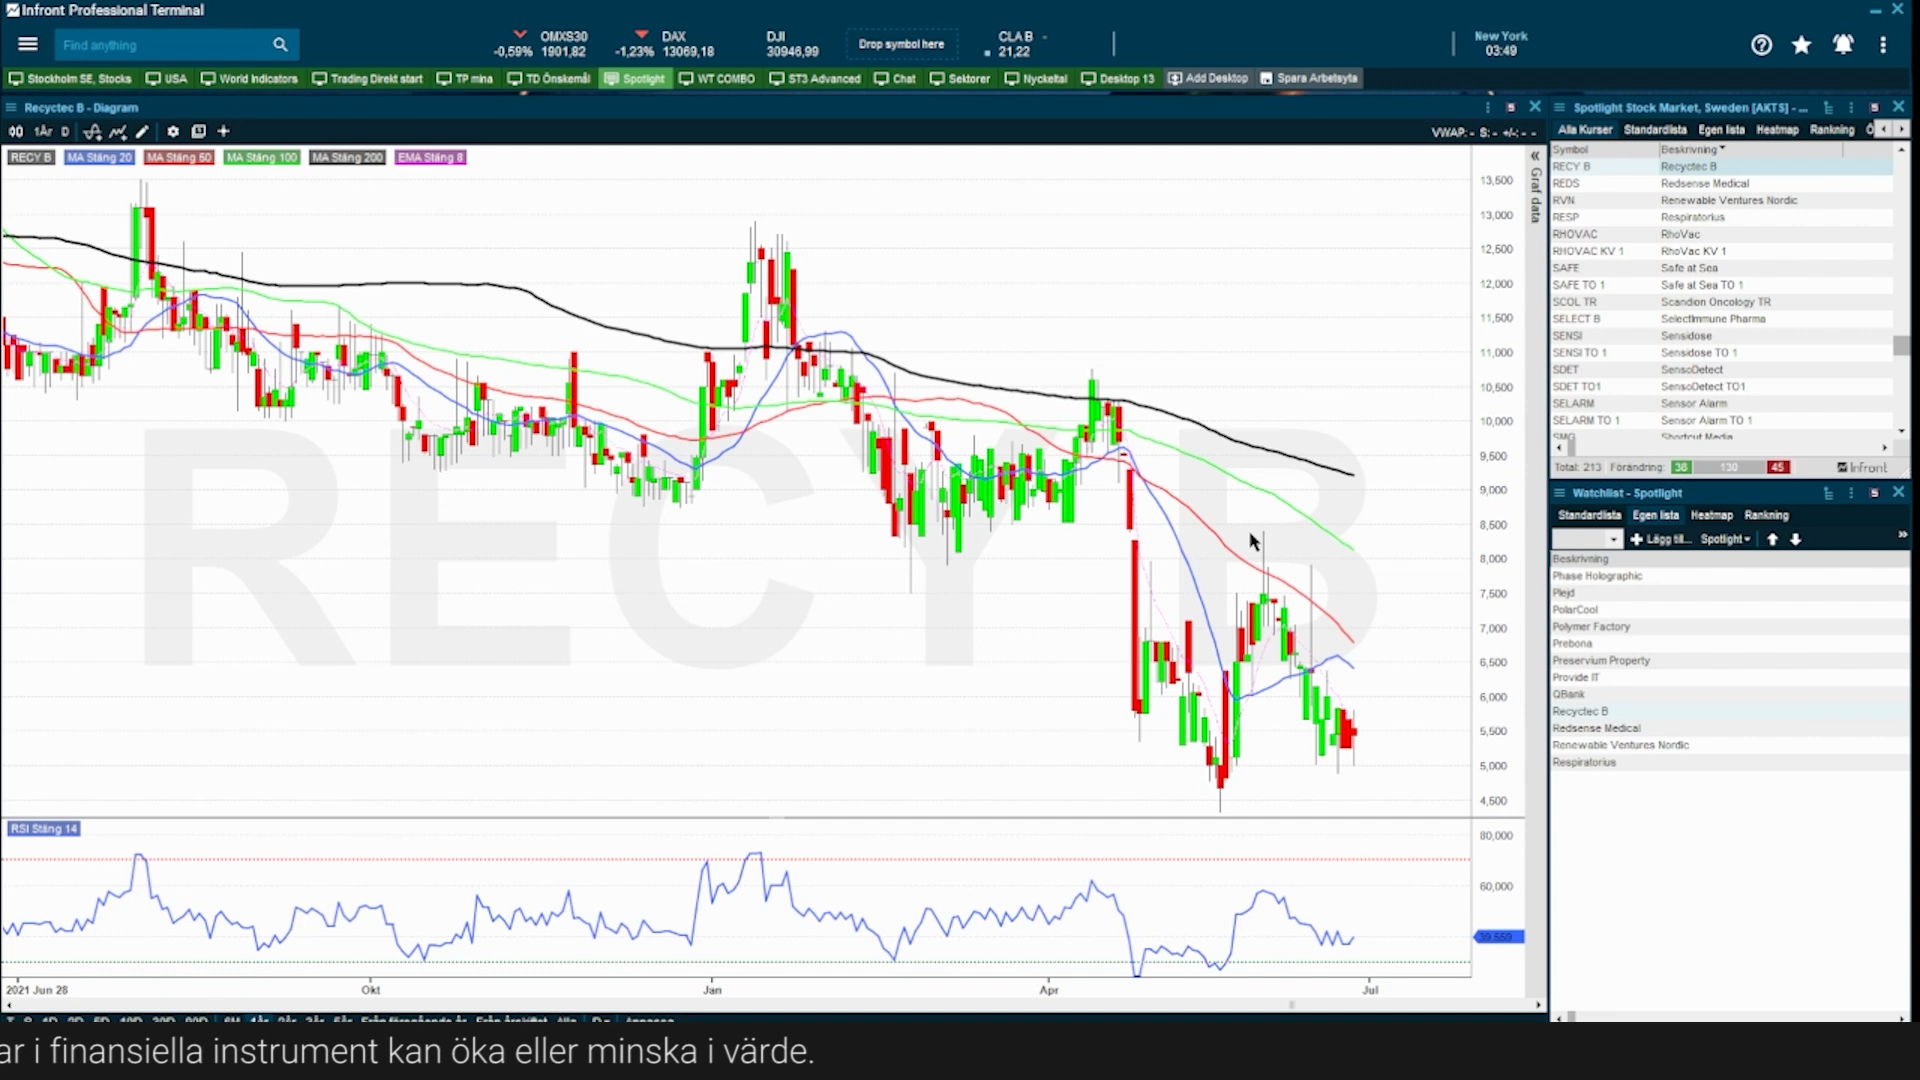 Infront Professional Terminal
Find anything
OMXS30
-0,59% 1901,82
DAX
-1,23% 13069,18
DJI
30946,99
Drop symbol here
CLA B -
21,22
New York
03:49
Stockholm SE, Stocks USA World Indicators Trading Direkt start TP mina TD Önskemål Spotlight WT COMBO ST3 Advanced Chat Sektorer Nyckeltal Desktop 13 Add Desktop Spara Arbetsyta
Recyctec B - Diagram
1År D
VWAP: - S: - +/-: - -
RECY B MA Stäng 20 MA Stäng 50 MA Stäng 100 MA Stäng 200 EMA Stäng 8
Graf data
RECY B
13,500
13,000
12,500
12,000
11,500
11,000
10,500
10,000
9,500
9,000
8,500
8,000
7,500
7,000
6,500
6,000
5,500
5,000
4,500
RSI Stäng 14
80,000
60,000
2021 Jun 28 Okt Jan Apr Jul
Spotlight Stock Market, Sweden [AKTS] - ...
Alla Kurser Standardlista Egen lista Heatmap Rankning
Symbol Beskrivning
RECY B Recyctec B
REDS Redsense Medical
RVN Renewable Ventures Nordic
RESP Respiratorius
RHOVAC RhoVac
RHOVAC KV 1 RhoVac KV 1
SAFE Safe at Sea
SAFE TO 1 Safe at Sea TO 1
SCOL TR Scandion Oncology TR
SELECT B SelectImmune Pharma
SENSI Sensidose
SENSI TO 1 Sensidose TO 1
SDET SensoDetect
SDET TO1 SensoDetect TO1
SELARM Sensor Alarm
SELARM TO 1 Sensor Alarm TO 1
SMG Shortcut Media
Total: 213 Förändring: 38 130 45 Infront
Watchlist - Spotlight
Standardlista Egen lista Heatmap Rankning
Lägg till... Spotlight
Beskrivning
Phase Holographic
Plejd
PolarCool
Polymer Factory
Prebona
Preservium Property
Provide IT
QBank
Recyctec B
Redsense Medical
Renewable Ventures Nordic
Respiratorius
ar i finansiella instrument kan öka eller minska i värde.